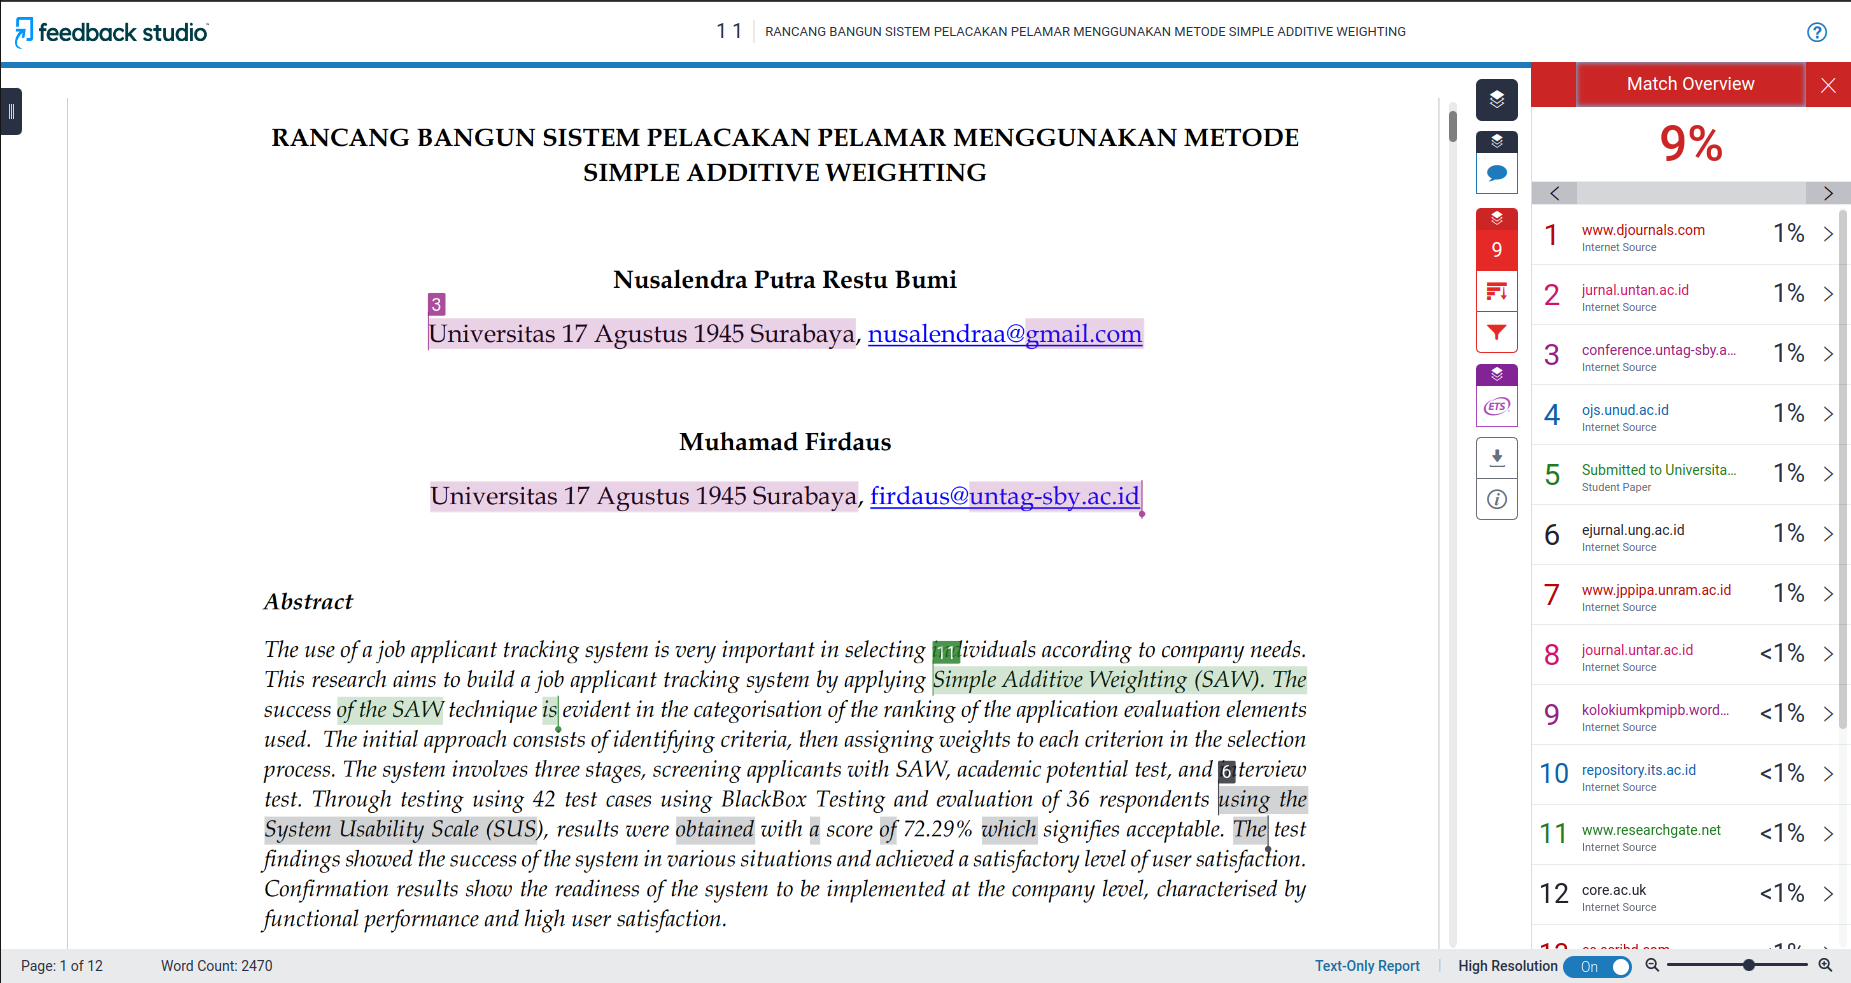 feedback studio
1 1
RANCANG BANGUN SISTEM PELACAKAN PELAMAR MENGGUNAKAN METODE SIMPLE ADDITIVE WEIGHTING
?
RANCANG BANGUN SISTEM PELACAKAN PELAMAR MENGGUNAKAN METODE
SIMPLE ADDITIVE WEIGHTING
Nusalendra Putra Restu Bumi
3
Universitas 17 Agustus 1945 Surabaya, nusalendraa@gmail.com
Muhamad Firdaus
Universitas 17 Agustus 1945 Surabaya, firdaus@untag-sby.ac.id
Abstract
The use of a job applicant tracking system is very important in selecting individuals according to company needs.
11
This research aims to build a job applicant tracking system by applying Simple Additive Weighting (SAW). The
success of the SAW technique is evident in the categorisation of the ranking of the application evaluation elements
used. The initial approach consists of identifying criteria, then assigning weights to each criterion in the selection
process. The system involves three stages, screening applicants with SAW, academic potential test, and interview
6
test. Through testing using 42 test cases using BlackBox Testing and evaluation of 36 respondents using the
System Usability Scale (SUS), results were obtained with a score of 72.29% which signifies acceptable. The test
findings showed the success of the system in various situations and achieved a satisfactory level of user satisfaction.
Confirmation results show the readiness of the system to be implemented at the company level, characterised by
functional performance and high user satisfaction.
9
ETS
i
Match Overview
9%
1 www.djournals.com 1%
Internet Source
2 jurnal.untan.ac.id 1%
Internet Source
3 conference.untag-sby.a... 1%
Internet Source
4 ojs.unud.ac.id 1%
Internet Source
5 Submitted to Universita... 1%
Student Paper
6 ejurnal.ung.ac.id 1%
Internet Source
7 www.jppipa.unram.ac.id 1%
Internet Source
8 journal.untar.ac.id <1%
Internet Source
9 kolokiumkpmipb.word... <1%
Internet Source
10 repository.its.ac.id <1%
Internet Source
11 www.researchgate.net <1%
Internet Source
12 core.ac.uk <1%
Internet Source
Page: 1 of 12
Word Count: 2470
Text-Only Report
High Resolution
On